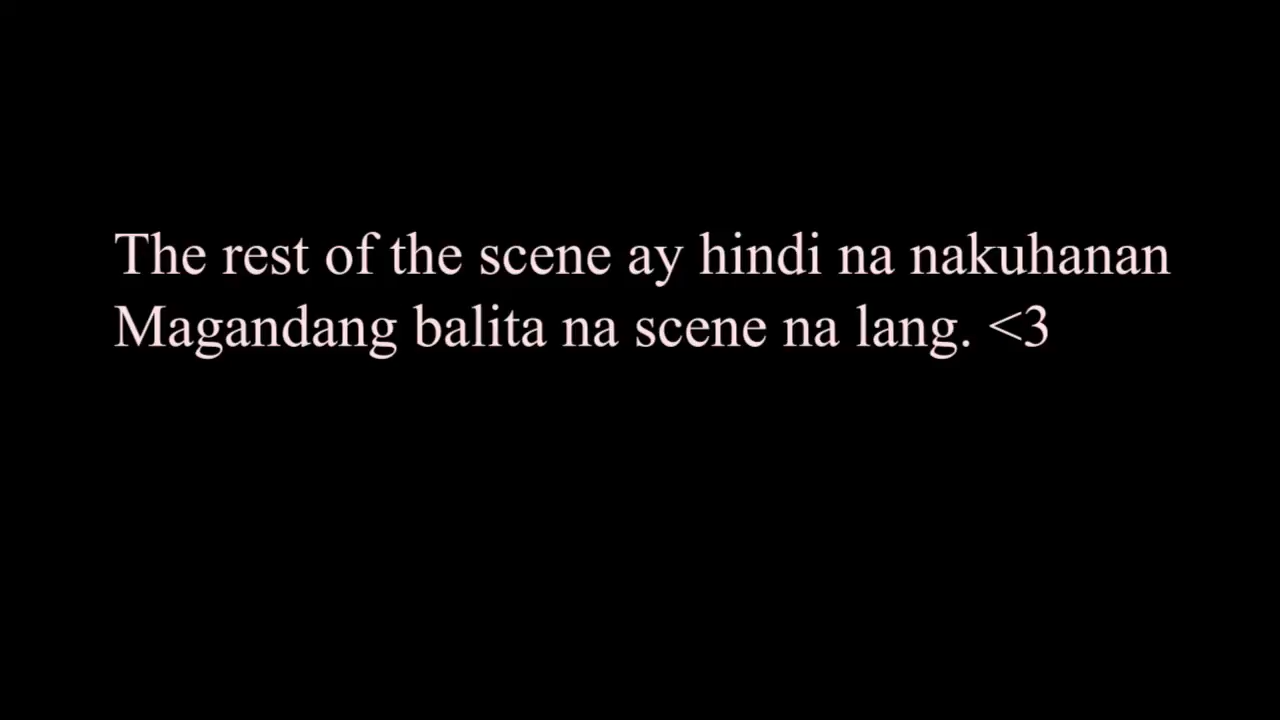 The rest of the scene ay hindi na nakuhanan
Magandang balita na scene na lang. <3